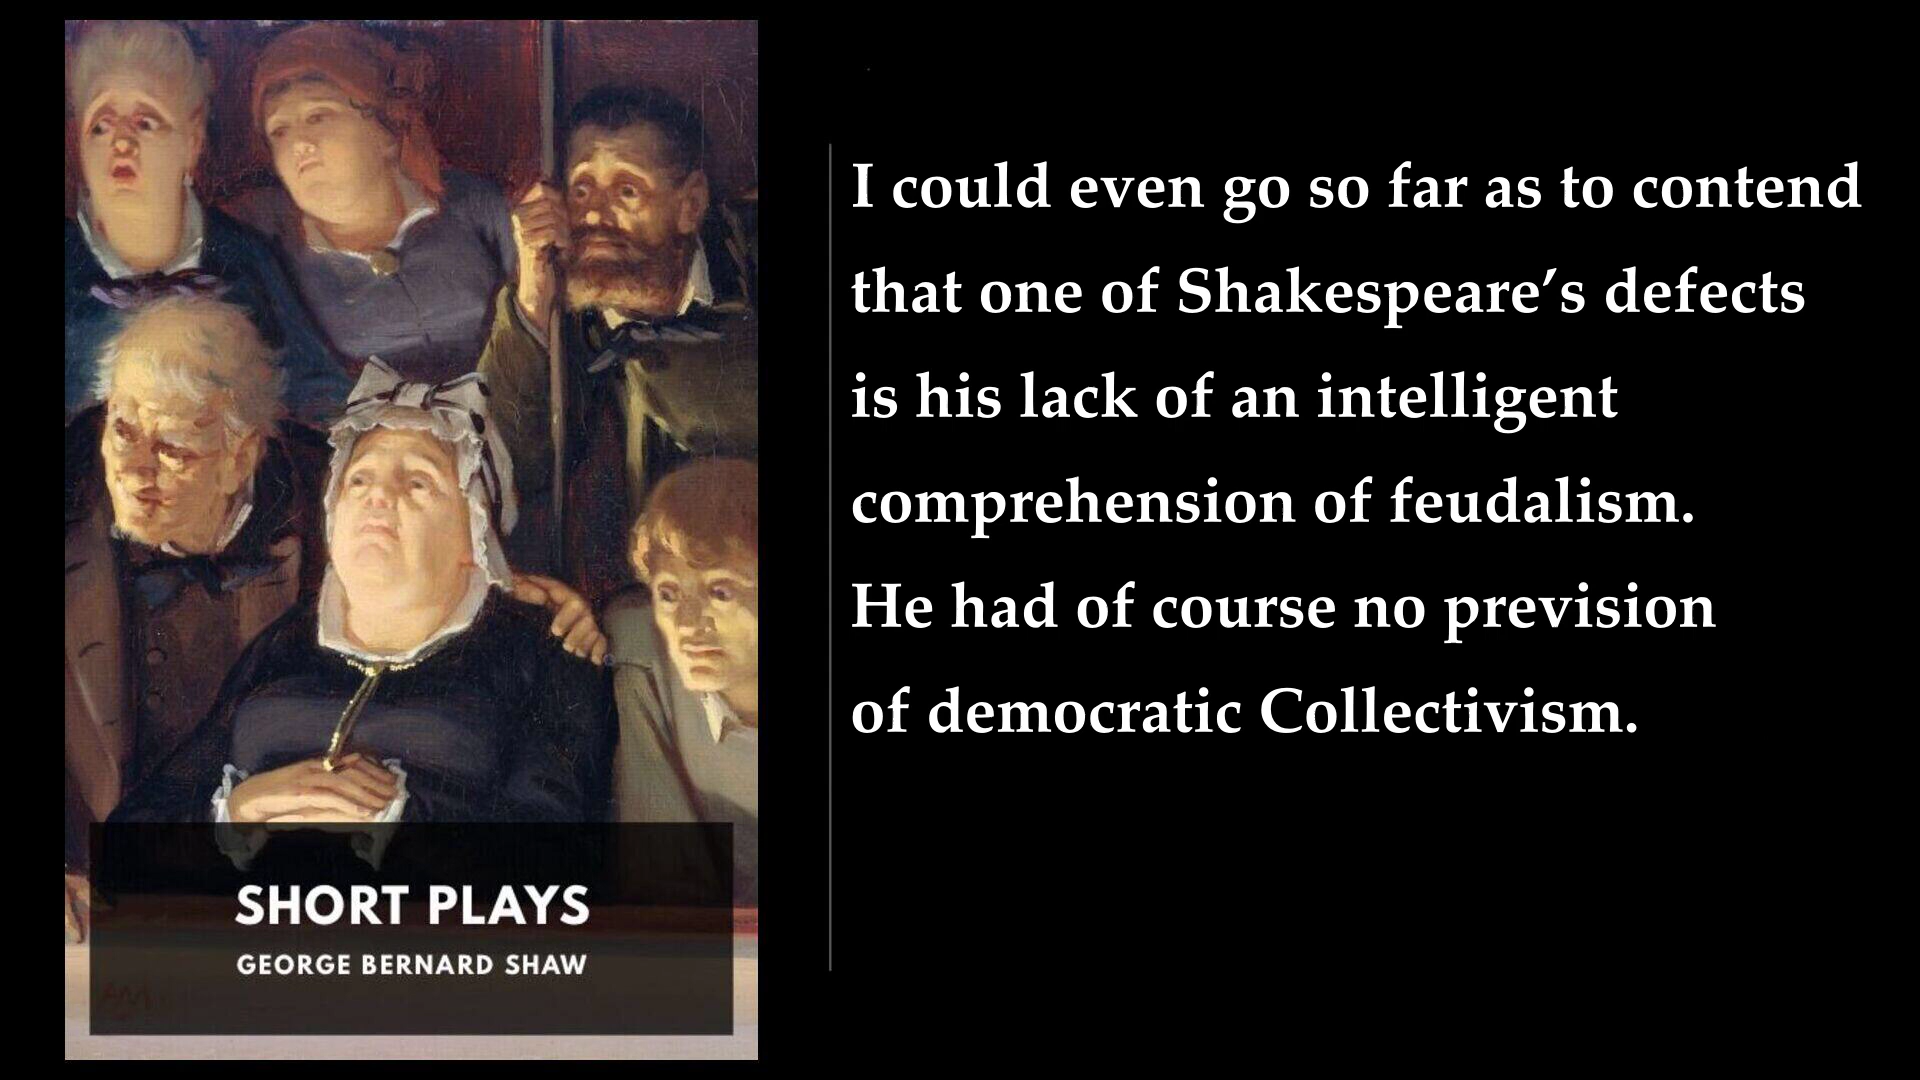 I could even go so far as to contend
that one of Shakespeare’s defects
is his lack of an intelligent
comprehension of feudalism.
He had of course no prevision
of democratic Collectivism.
SHORT PLAYS
GEORGE BERNARD SHAW